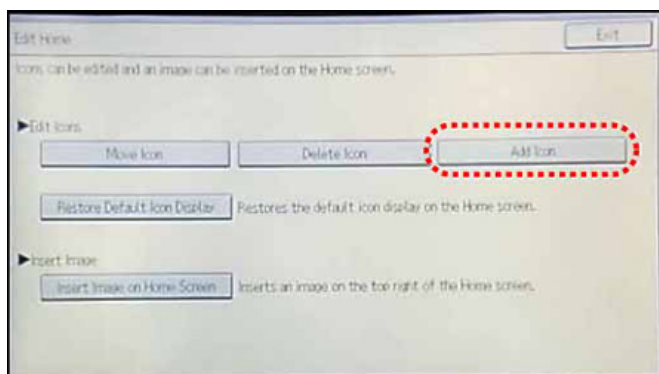 Edit Home
Exit
Icons can be edited and an image can be inserted on the Home screen.
►Edit Icons
Move Icon
Delete Icon
Add Icon
Restore Default Icon Display
Restores the default icon display on the Home screen.
►Insert Image
Insert Image on Home Screen
Inserts an image on the top right of the Home screen.